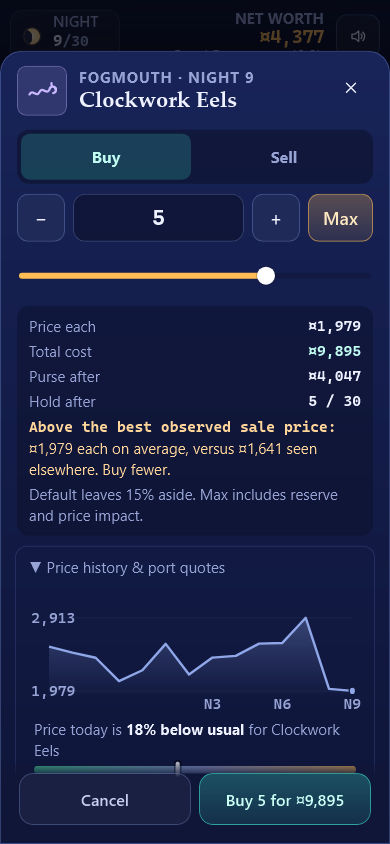 NIGHT
9/30
NET WORTH
¤4,377
FOGMOUTH · NIGHT 9
Clockwork Eels
×
Buy
Sell
−
5
+
Max
Price each
¤1,979
Total cost
¤9,895
Purse after
¤4,047
Hold after
5 / 30
Above the best observed sale price:
¤1,979 each on average, versus ¤1,641 seen
elsewhere. Buy fewer.
Default leaves 15% aside. Max includes reserve
and price impact.
▼ Price history & port quotes
2,913
1,979
N3
N6
N9
Price today is 18% below usual for Clockwork
Eels
Cancel
Buy 5 for ¤9,895